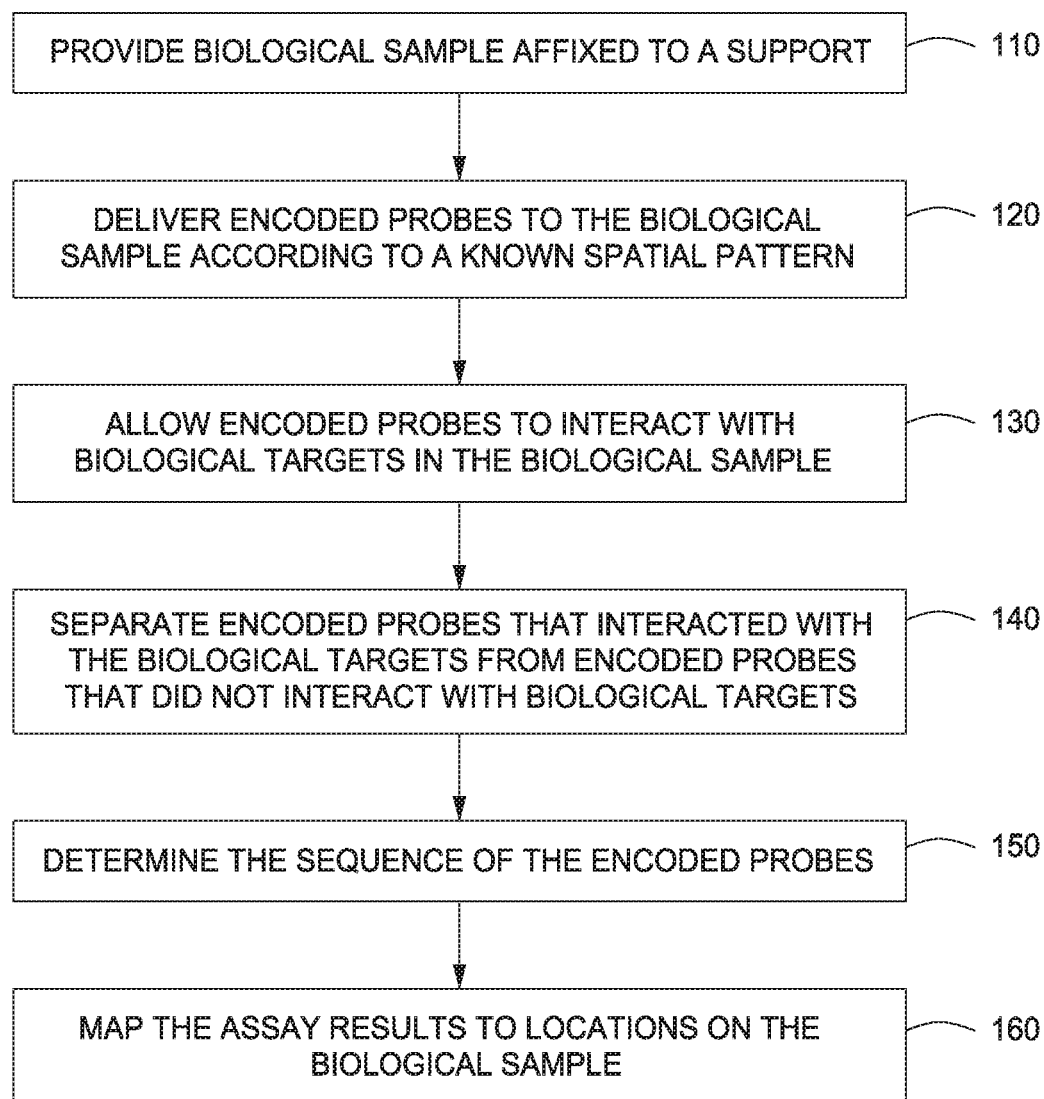 PROVIDE BIOLOGICAL SAMPLE AFFIXED TO A SUPPORT
110
DELIVER ENCODED PROBES TO THE BIOLOGICAL
SAMPLE ACCORDING TO A KNOWN SPATIAL PATTERN
120
ALLOW ENCODED PROBES TO INTERACT WITH
BIOLOGICAL TARGETS IN THE BIOLOGICAL SAMPLE
130
SEPARATE ENCODED PROBES THAT INTERACTED WITH
THE BIOLOGICAL TARGETS FROM ENCODED PROBES
THAT DID NOT INTERACT WITH BIOLOGICAL TARGETS
140
DETERMINE THE SEQUENCE OF THE ENCODED PROBES
150
MAP THE ASSAY RESULTS TO LOCATIONS ON THE
BIOLOGICAL SAMPLE
160